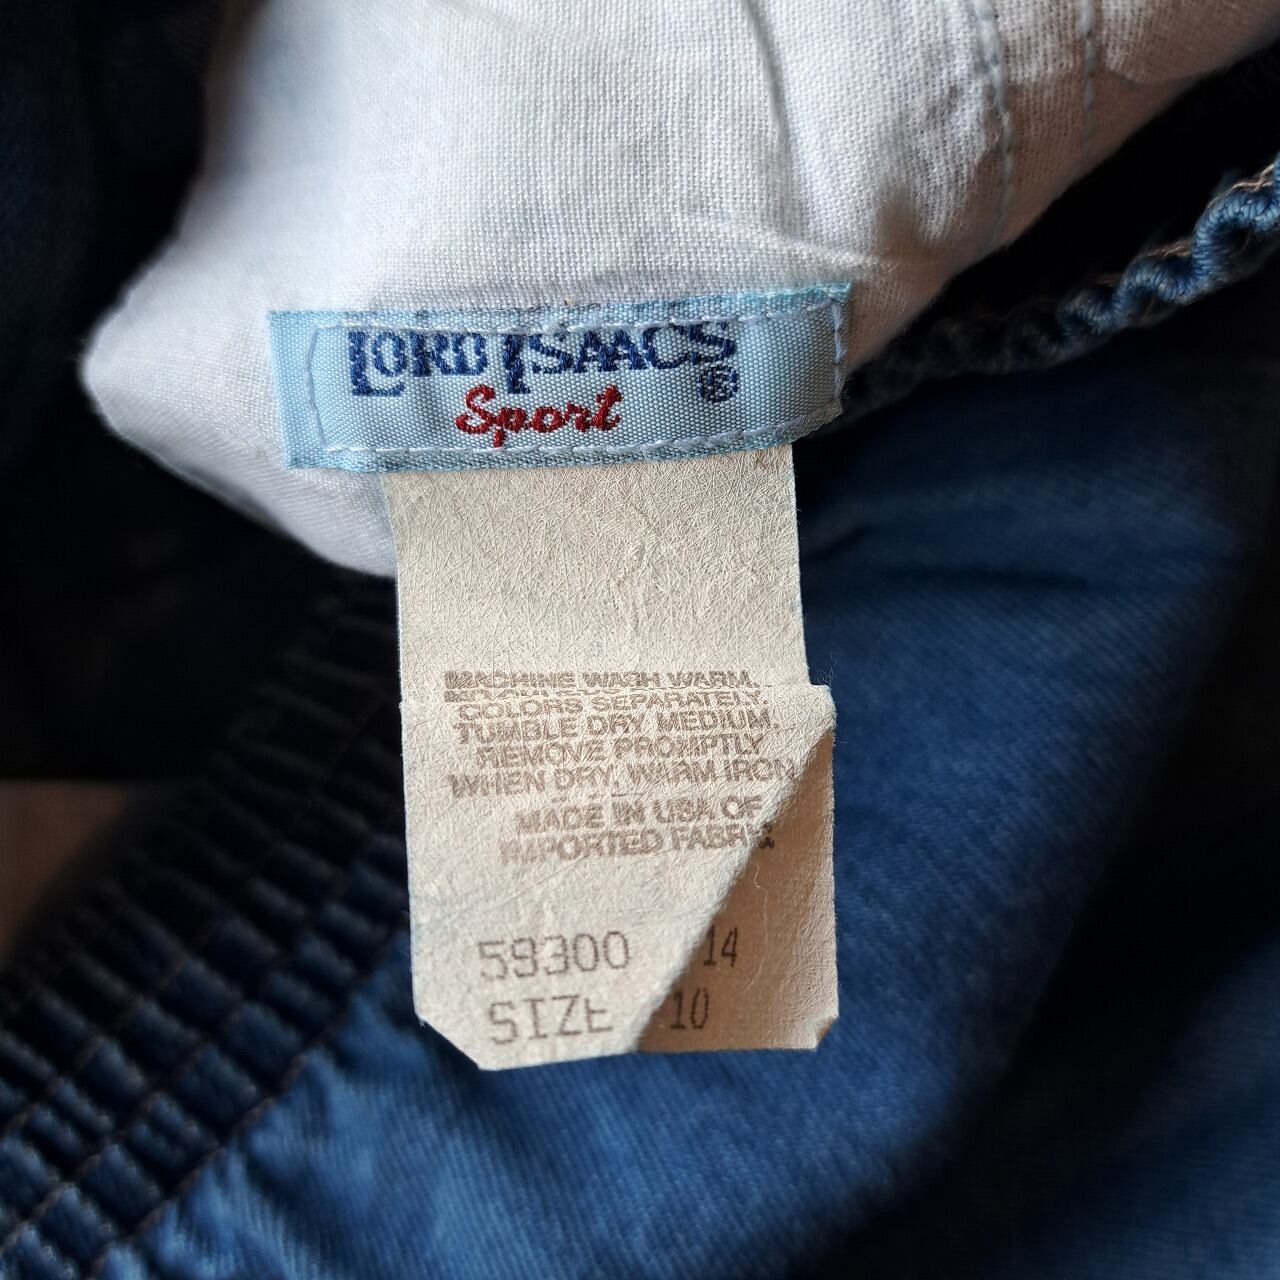 LORD ISAACS
®
Sport
MACHINE WASH WARM.
COLORS SEPARATELY.
TUMBLE DRY MEDIUM.
REMOVE PROMPTLY
WHEN DRY, WARM IRON
MADE IN USA OF
IMPORTED FABRIC
59300 14
SIZE 10